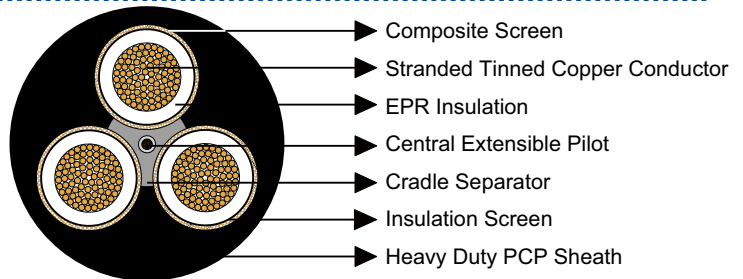 Composite Screen
Stranded Tinned Copper Conductor
EPR Insulation
Central Extensible Pilot
Cradle Separator
Insulation Screen
Heavy Duty PCP Sheath